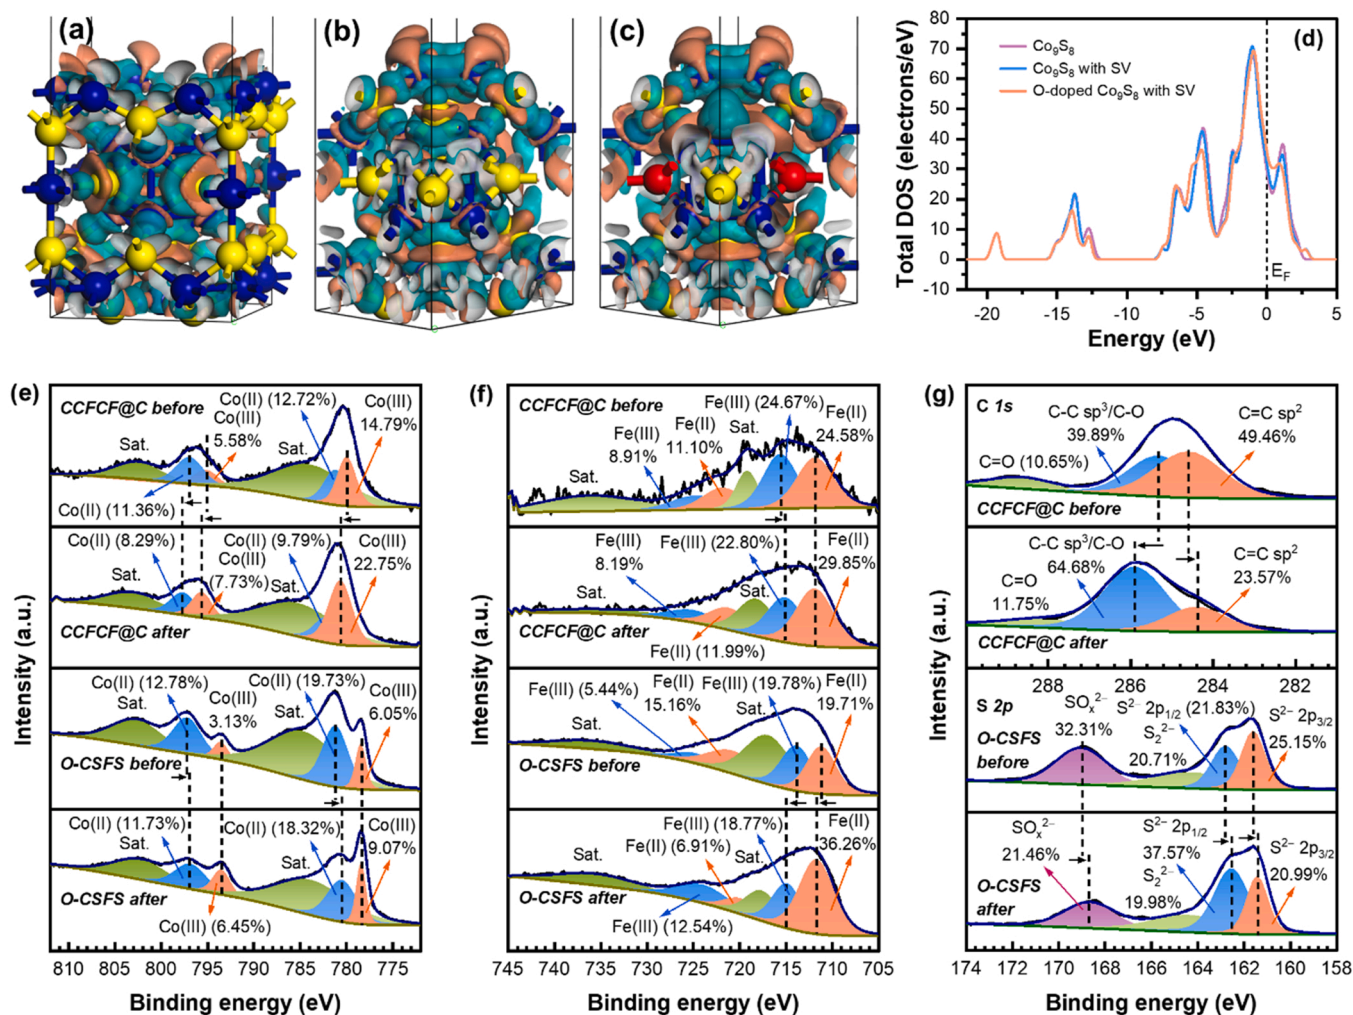 (a)
(b)
(c)
(d)
Total DOS (electrons/eV)
80
70
60
50
40
30
20
10
0
-10
Co₉S₈
Co₉S₈ with SV
O-doped Co₉S₈ with SV
E_F
-20
-15
-10
-5
0
5
Energy (eV)
(e)
Intensity (a.u.)
CCFCF@C before
Co(II) (12.72%)
Co(III)
14.79%
Co(III)
5.58%
Sat.
Sat.
Co(II) (11.36%)
Co(II) (8.29%)
Co(II) (9.79%)
Co(III)
22.75%
Co(III)
(7.73%)
Sat.
Sat.
CCFCF@C after
Co(II) (12.78%)
Co(II) (19.73%)
Co(III)
3.13%
Co(III)
6.05%
Sat.
Sat.
O-CSFS before
Co(II) (11.73%)
Co(II) (18.32%)
Co(III)
9.07%
Sat.
Sat.
O-CSFS after
Co(III) (6.45%)
810
800
795
785
780
775
Binding energy (eV)
(f)
Intensity (a.u.)
CCFCF@C before
Fe(III) (24.67%)
Fe(II)
24.58%
Fe(II)
11.10%
Fe(III)
8.91%
Sat.
Sat.
Fe(III)
8.19%
Fe(III) (22.80%)
Fe(II)
29.85%
Sat.
Sat.
CCFCF@C after
Fe(II) (11.99%)
Fe(III) (5.44%)
Fe(II)
15.16%
Fe(III) (19.78%)
Fe(II)
19.71%
Sat.
Sat.
O-CSFS before
Fe(III) (18.77%)
Fe(II)
36.26%
Fe(II) (6.91%)
Sat.
Sat.
O-CSFS after
Fe(III) (12.54%)
745
740
735
725
720
715
710
705
Binding energy (eV)
(g)
Intensity (a.u.)
C 1s
C-C sp³/C-O
39.89%
C=C sp²
49.46%
C=O (10.65%)
CCFCF@C before
C-C sp³/C-O
64.68%
C=C sp²
23.57%
C=O
11.75%
CCFCF@C after
288
286
284
282
S 2p
SOₓ²⁻
32.31%
S²⁻ 2p₁/₂ (21.83%)
S²⁻ 2p₃/₂
25.15%
S₂²⁻
20.71%
O-CSFS
before
SOₓ²⁻
21.46%
S²⁻ 2p₁/₂
37.57%
S²⁻ 2p₃/₂
20.99%
S₂²⁻
19.98%
O-CSFS
after
174
172
168
166
164
162
160
158
Binding energy (eV)